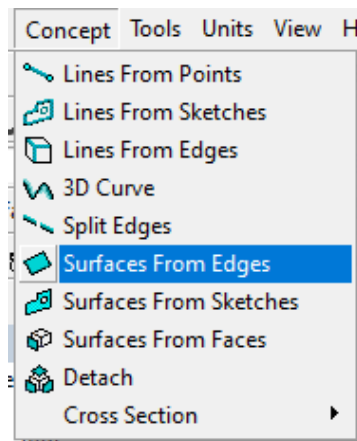 Concept Tools Units View H
Lines From Points
Lines From Sketches
Lines From Edges
3D Curve
Split Edges
Surfaces From Edges
Surfaces From Sketches
Surfaces From Faces
Detach
Cross Section